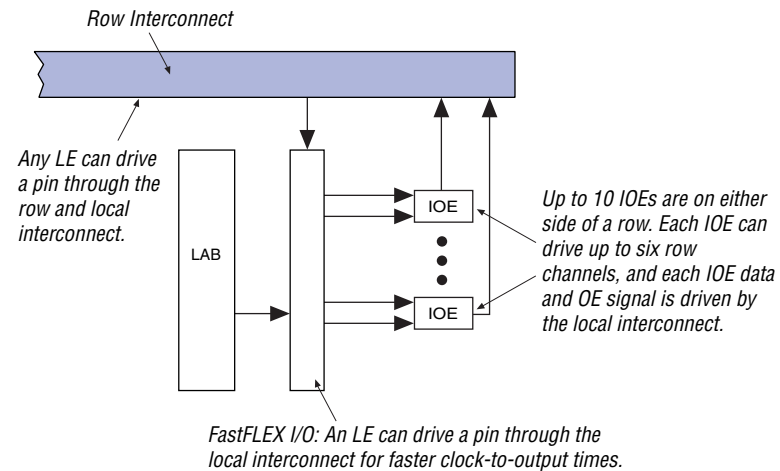 Row Interconnect
Any LE can drive
a pin through the
row and local
interconnect.
LAB
IOE
IOE
Up to 10 IOEs are on either
side of a row. Each IOE can
drive up to six row
channels, and each IOE data
and OE signal is driven by
the local interconnect.
FastFLEX I/O: An LE can drive a pin through the
local interconnect for faster clock-to-output times.